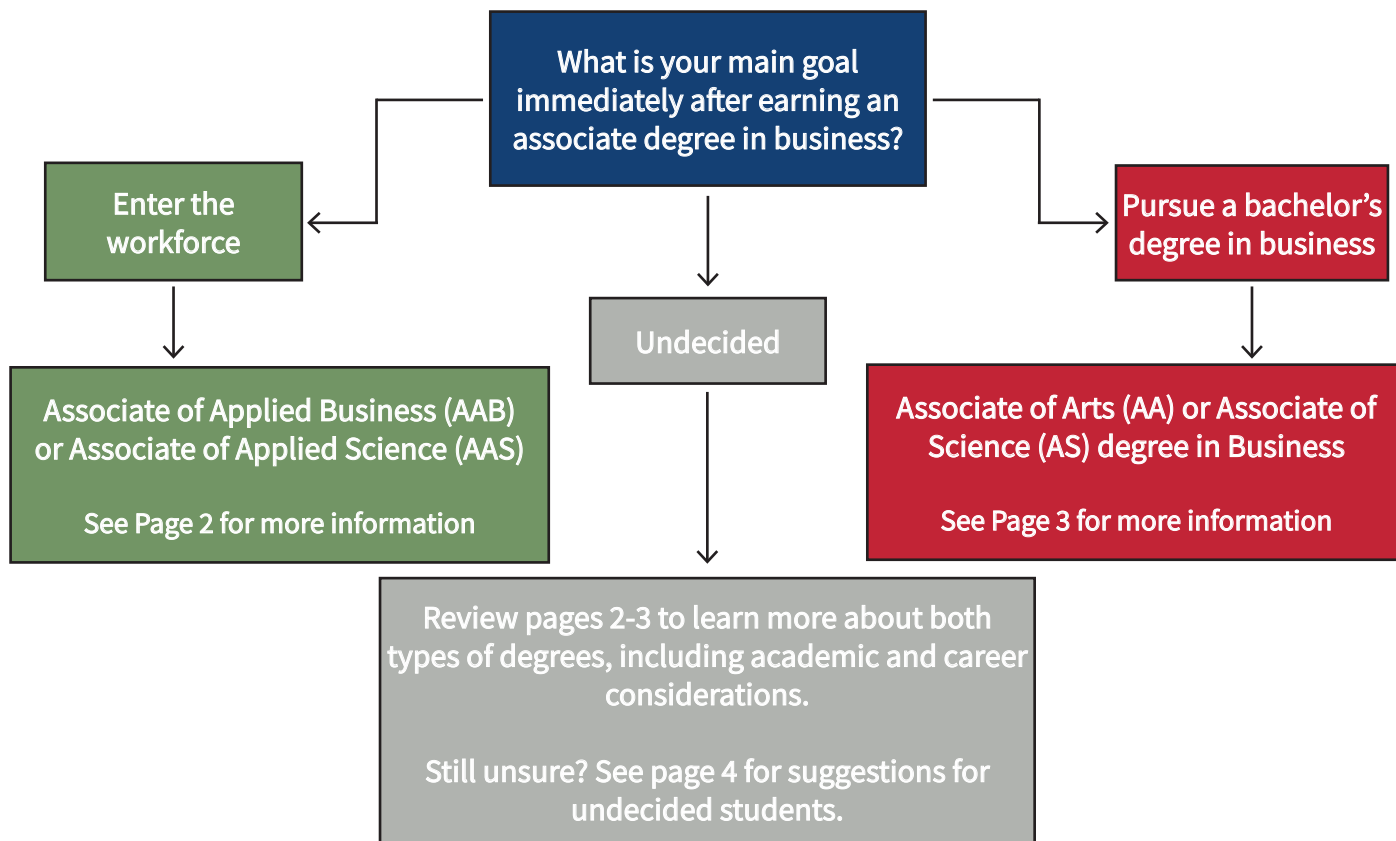 What is your main goal
immediately after earning an
associate degree in business?
Enter the
workforce
Pursue a bachelor’s
degree in business
Undecided
Associate of Applied Business (AAB)
or Associate of Applied Science (AAS)
See Page 2 for more information
Associate of Arts (AA) or Associate of
Science (AS) degree in Business
See Page 3 for more information
Review pages 2-3 to learn more about both
types of degrees, including academic and career
considerations.
Still unsure? See page 4 for suggestions for
undecided students.